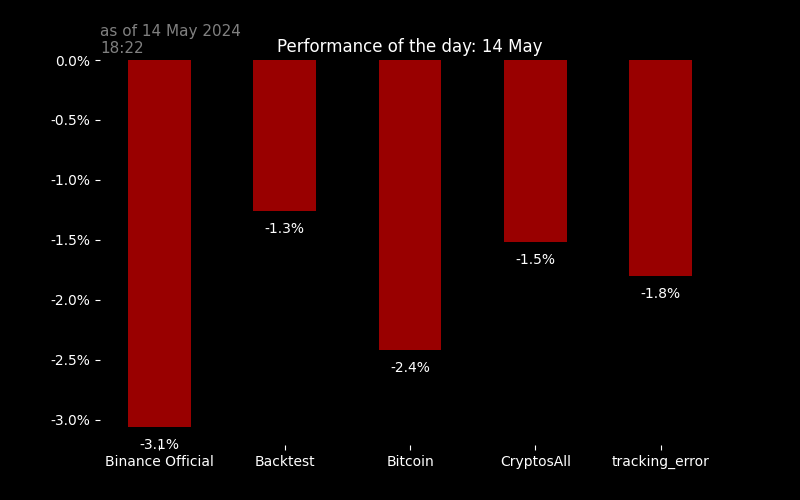 as of 14 May 2024
18:22
Performance of the day: 14 May
0.0%
-0.5%
-1.0%
-1.5%
-2.0%
-2.5%
-3.0%
-3.1%
-1.3%
-2.4%
-1.5%
-1.8%
Binance Official
Backtest
Bitcoin
CryptosAll
tracking_error